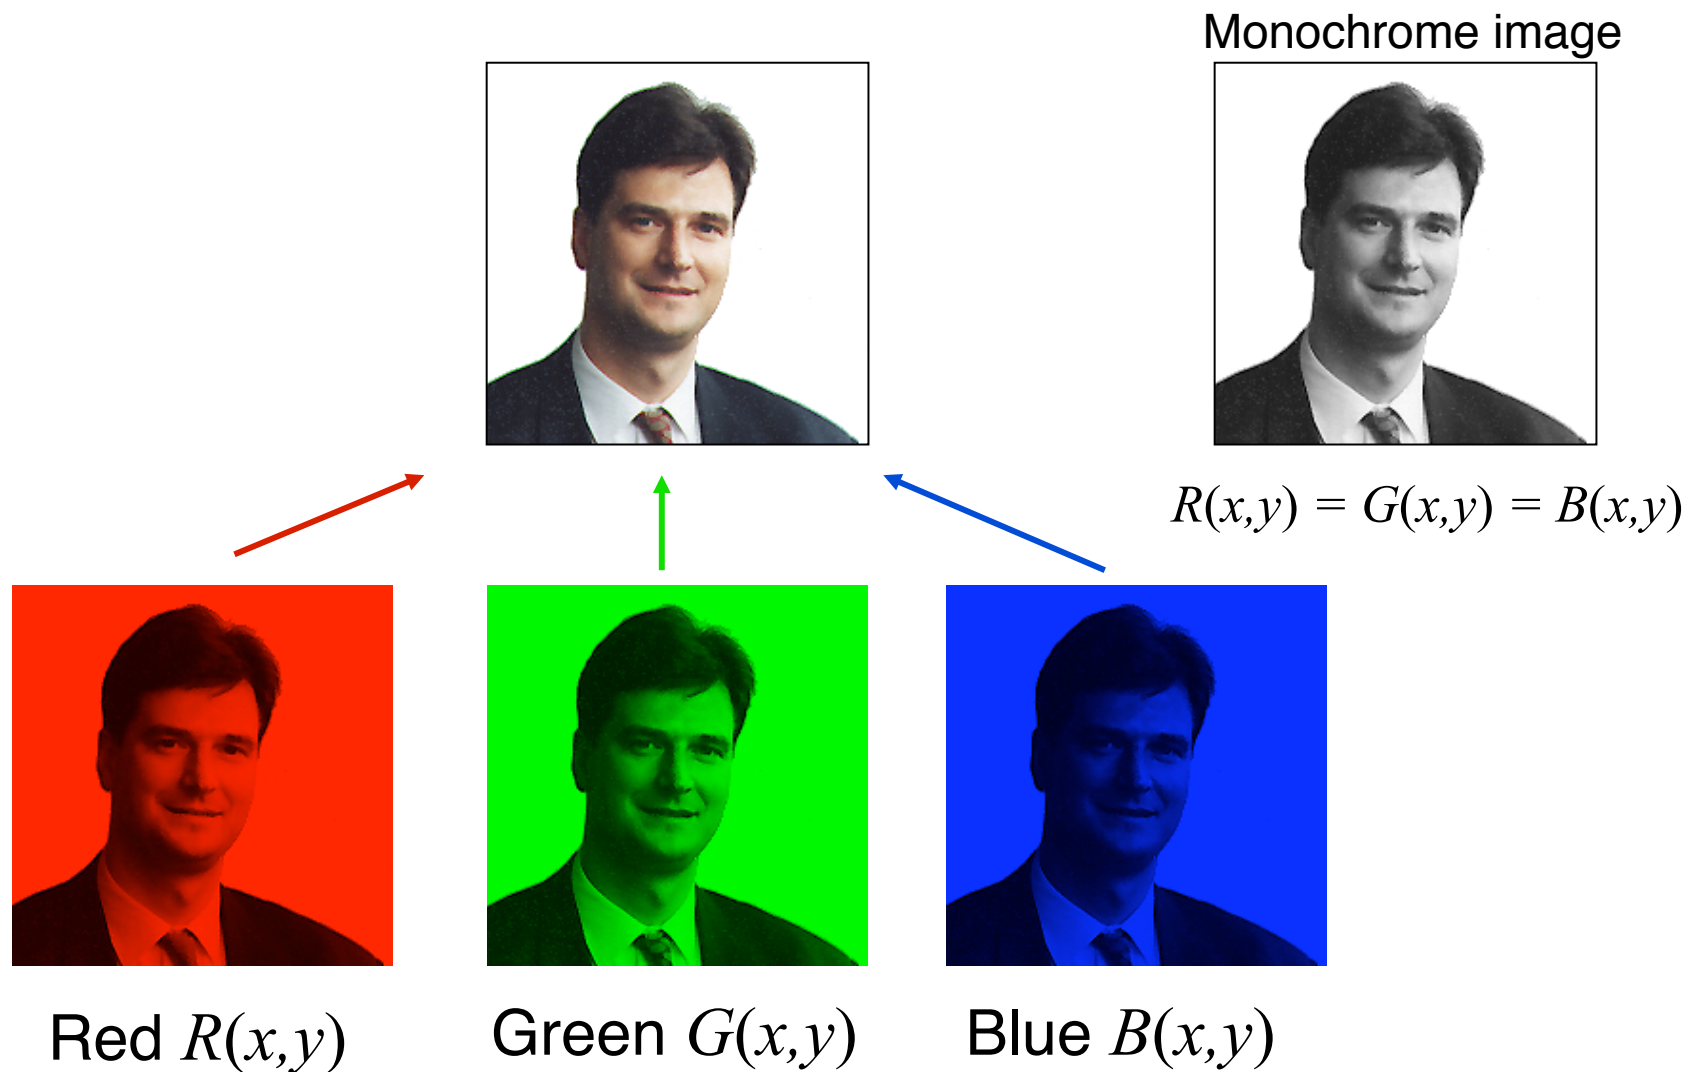 Monochrome image
R(x,y) = G(x,y) = B(x,y)
Red R(x,y)
Green G(x,y)
Blue B(x,y)